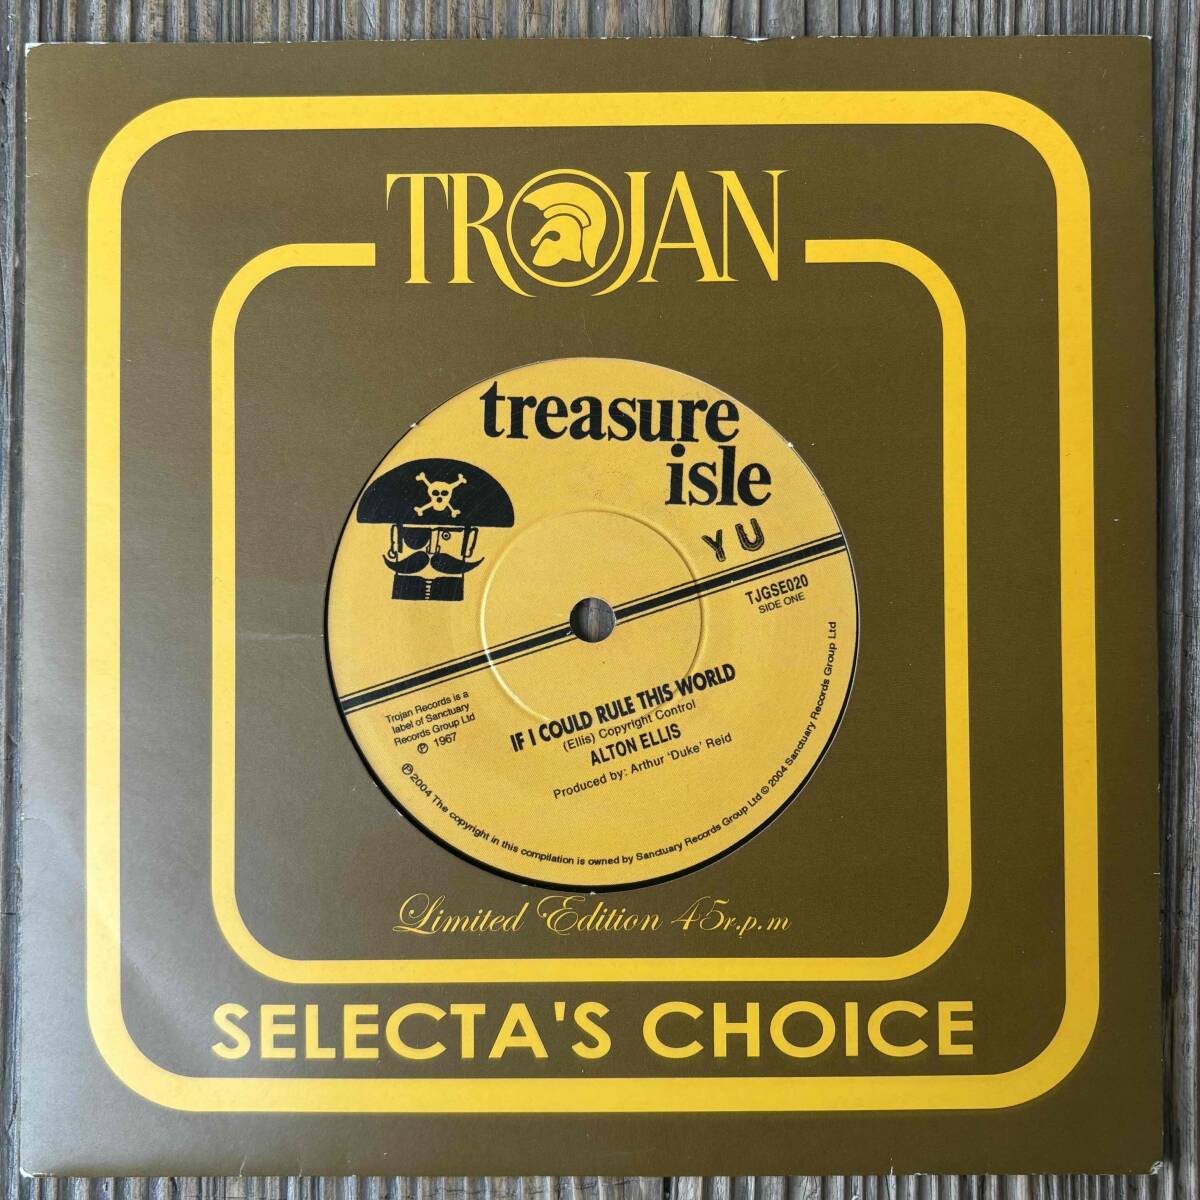 TROJAN
treasure
isle
Y U
TJGSE020
SIDE ONE
Trojan Records is a
label of Sanctuary
Records Group Ltd
℗ 1967
IF I COULD RULE THIS WORLD
(Ellis) Copyright Control
ALTON ELLIS
Produced by: Arthur 'Duke' Reid
℗2004 The copyright in this compilation is owned by Sanctuary Records Group Ltd © 2004 Sanctuary Records Group Ltd
Limited Edition 45r.p.m
SELECTA'S CHOICE